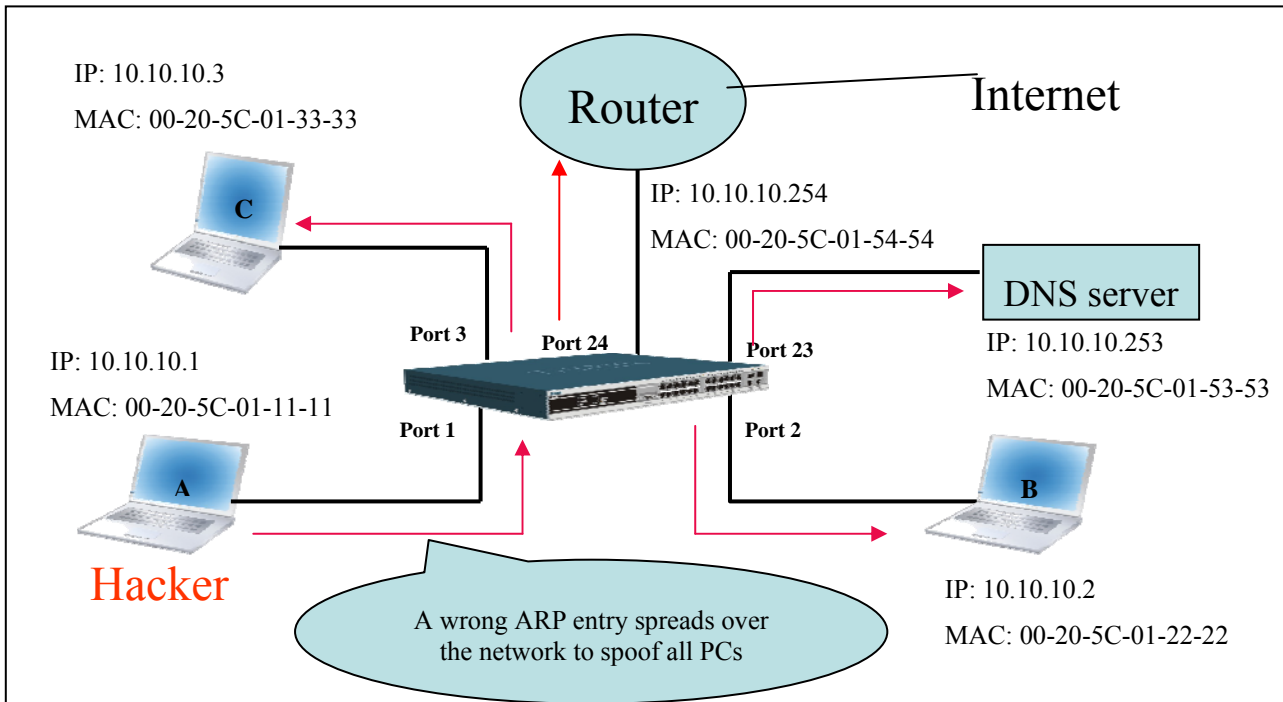 IP: 10.10.10.3
MAC: 00-20-5C-01-33-33
Router
Internet
C
IP: 10.10.10.254
MAC: 00-20-5C-01-54-54
DNS server
Port 3
Port 24
Port 23
IP: 10.10.10.253
MAC: 00-20-5C-01-53-53
IP: 10.10.10.1
MAC: 00-20-5C-01-11-11
Port 1
Port 2
A
B
Hacker
A wrong ARP entry spreads over
the network to spoof all PCs
IP: 10.10.10.2
MAC: 00-20-5C-01-22-22